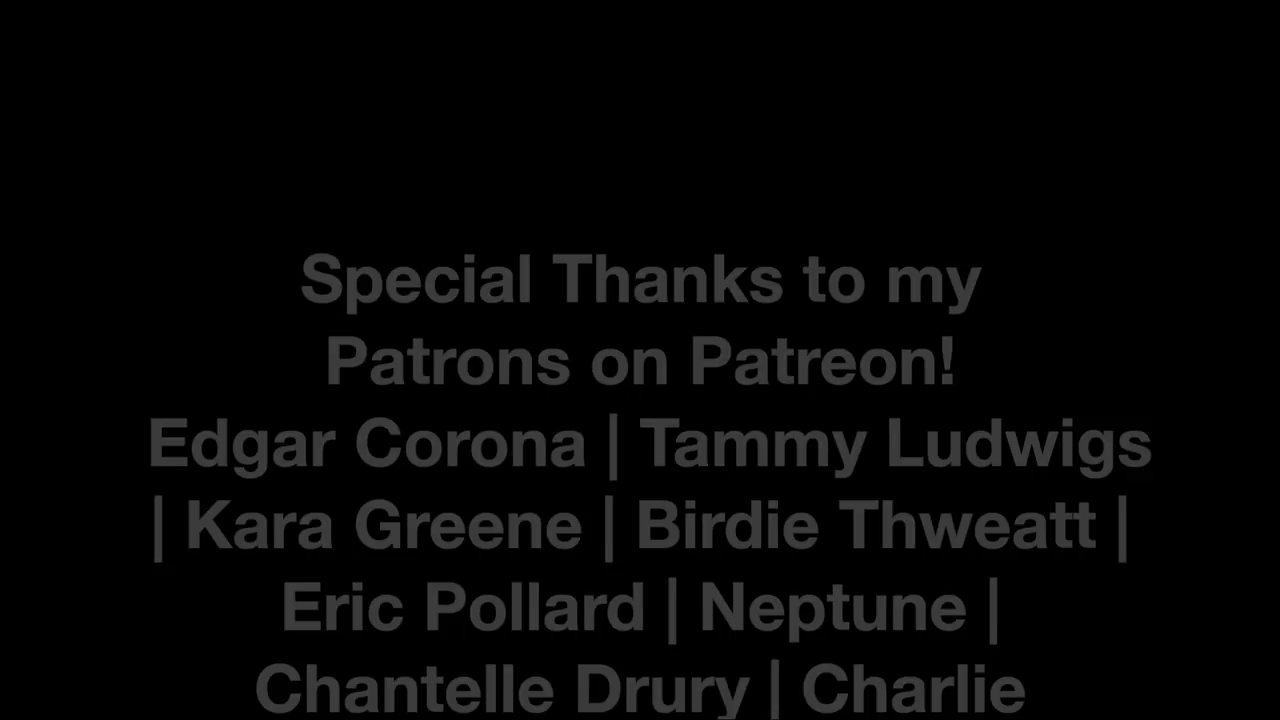 Special Thanks to my
Patrons on Patreon!
Edgar Corona | Tammy Ludwigs
| Kara Greene | Birdie Thweatt |
Eric Pollard | Neptune |
Chantelle Drury | Charlie